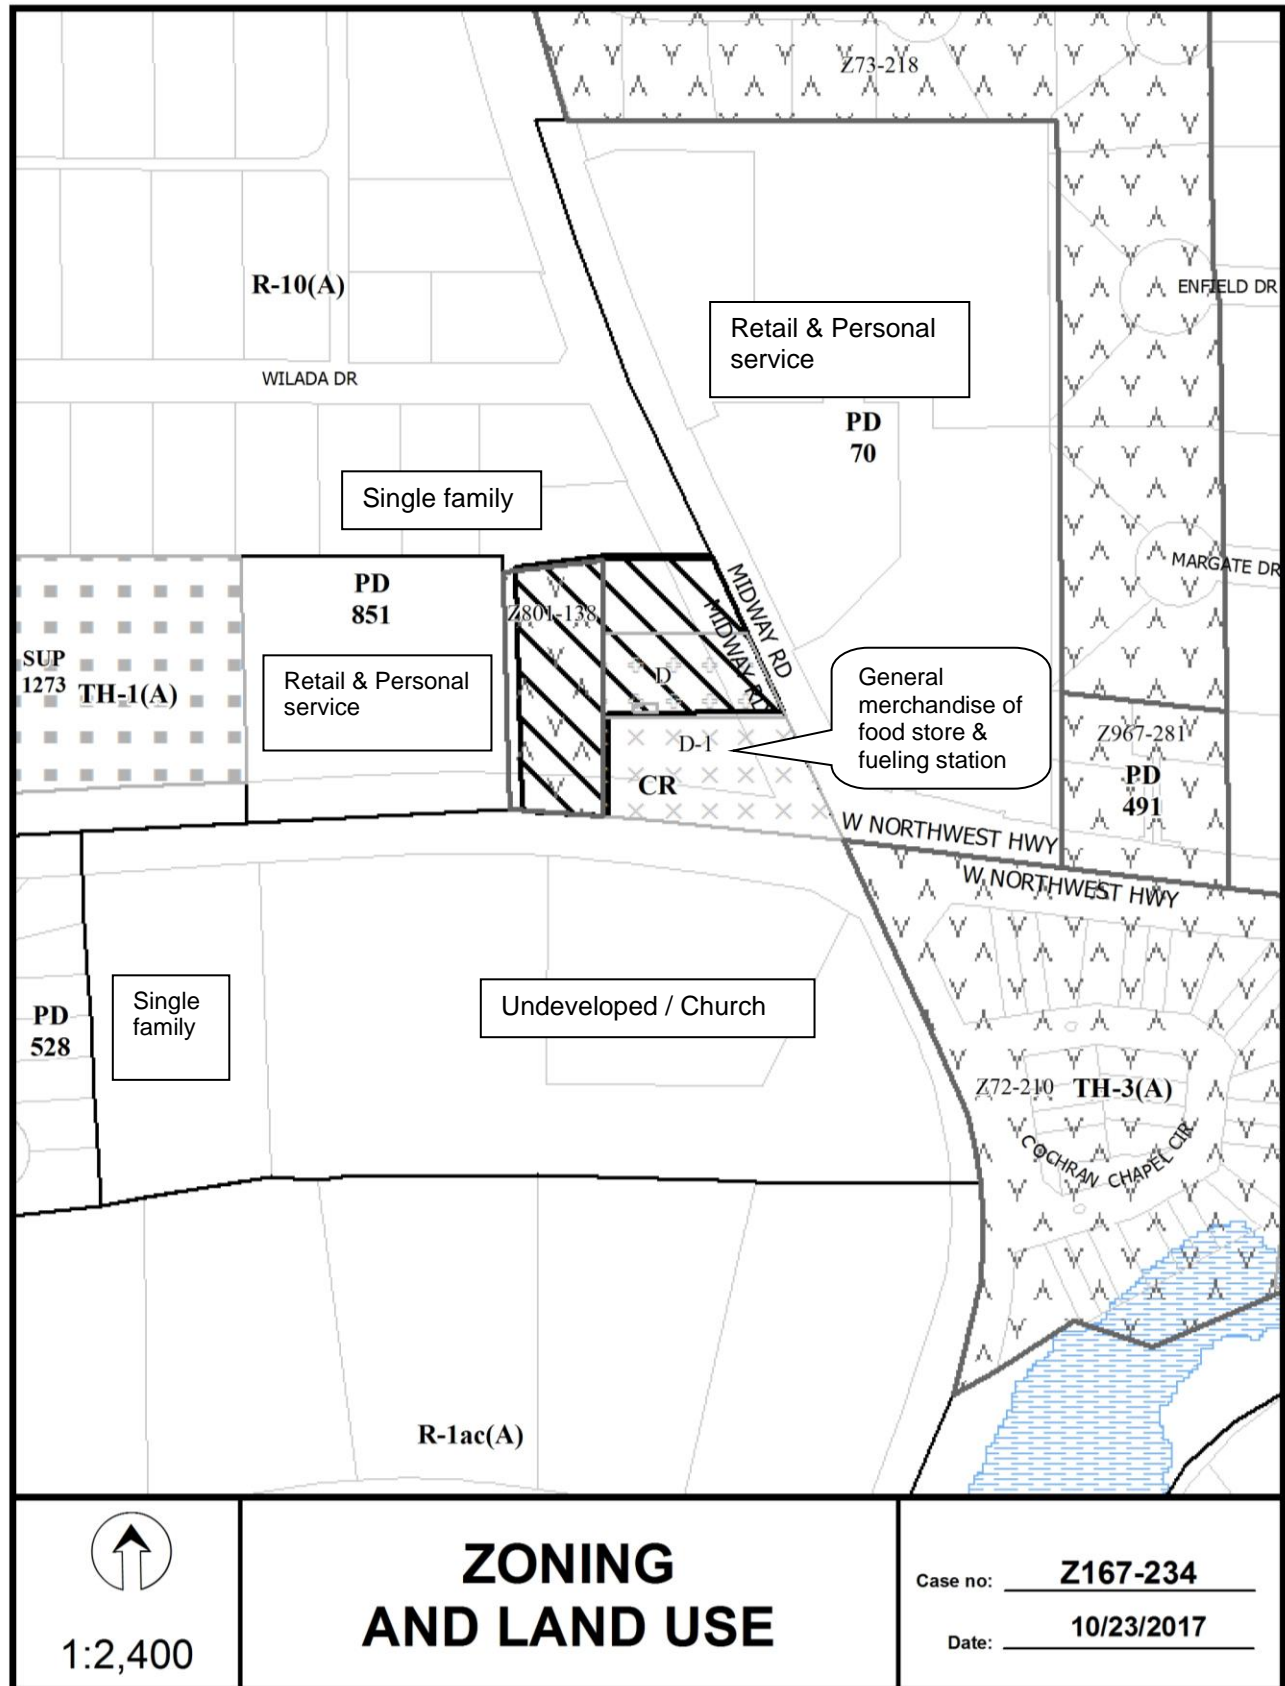 Z73-218
R-10(A)
ENFIELD DR
Retail & Personal
service
WILADA DR
PD
70
Single family
MARGATE DR
MIDWAY RD
MIDWAY RD
PD
851
Z801-138
SUP
1273
TH-1(A)
Retail & Personal
service
D
General
merchandise of
food store &
fueling station
D-1
CR
Z967-281
PD
491
W NORTHWEST HWY
W NORTHWEST HWY
Single
family
Undeveloped / Church
PD
528
Z72-210
TH-3(A)
COCHRAN CHAPEL CIR
R-1ac(A)
1:2,400
ZONING
AND LAND USE
Case no: Z167-234
Date: 10/23/2017